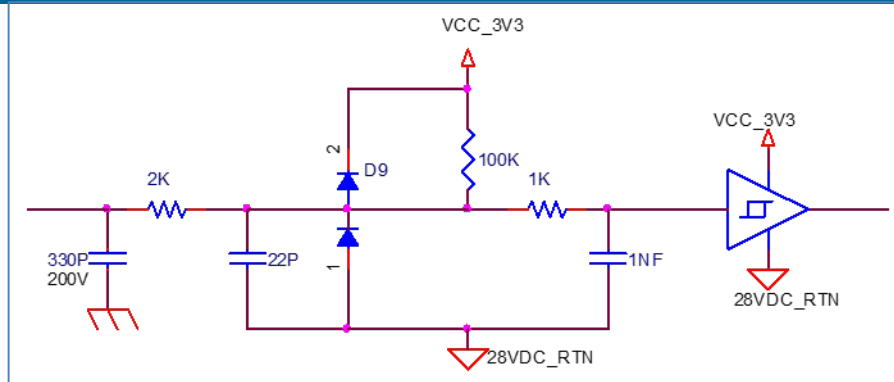 VCC_3V3
VCC_3V3
2
D9
100K
2K
1K
330P
200V
22P
1
1NF
28VDC_RTN
28VDC_RTN